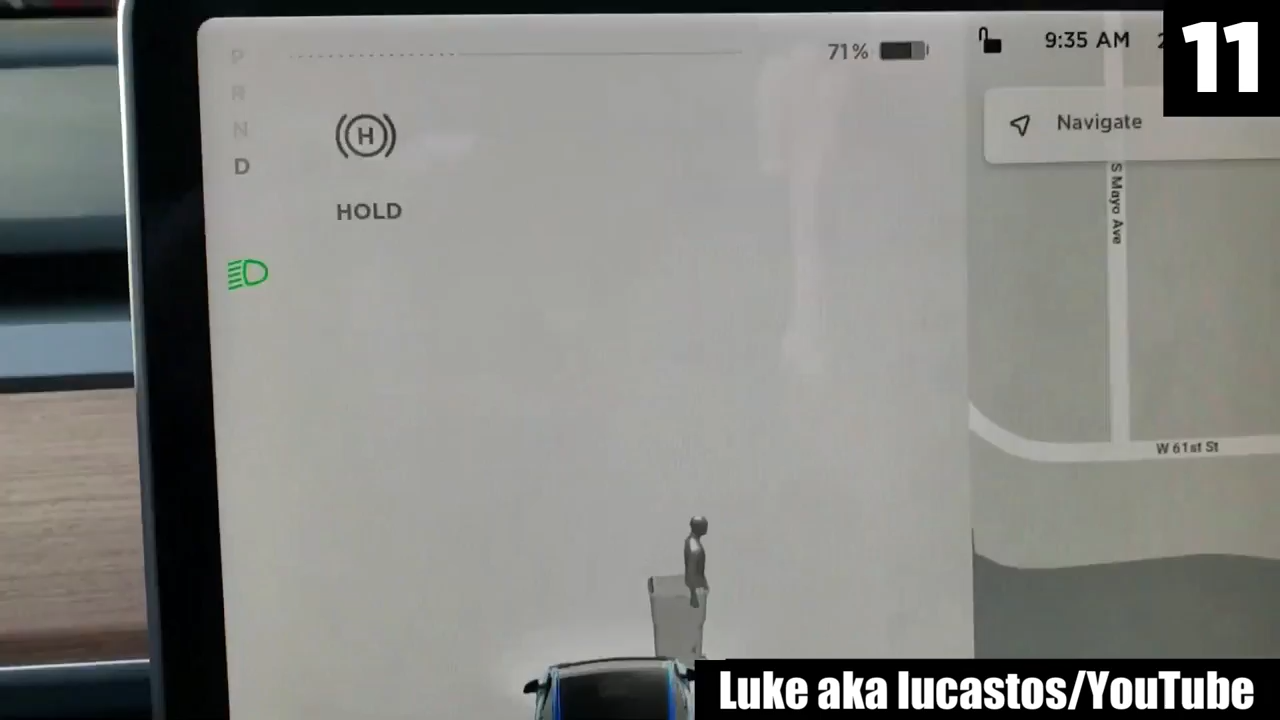 P
R
N
D
71%
9:35 AM
11
H
Navigate
HOLD
S Mayo Ave
W 61st St
Luke aka lucastos/YouTube